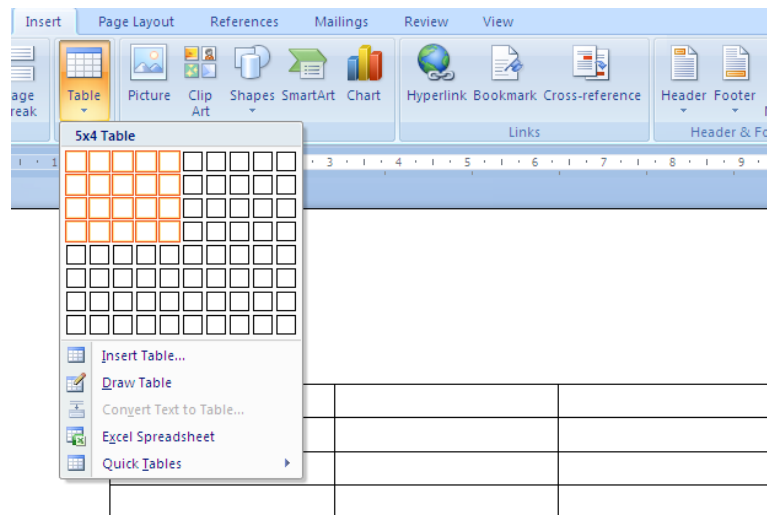 Insert Page Layout References Mailings Review View
age
reak
Table
Picture
Clip
Art
Shapes
SmartArt
Chart
Hyperlink
Bookmark
Cross-reference
Header
Footer
Links
Header & Fo
5x4 Table
1 3 4 5 6 7 8 9
Insert Table...
Draw Table
Convert Text to Table...
Excel Spreadsheet
Quick Tables